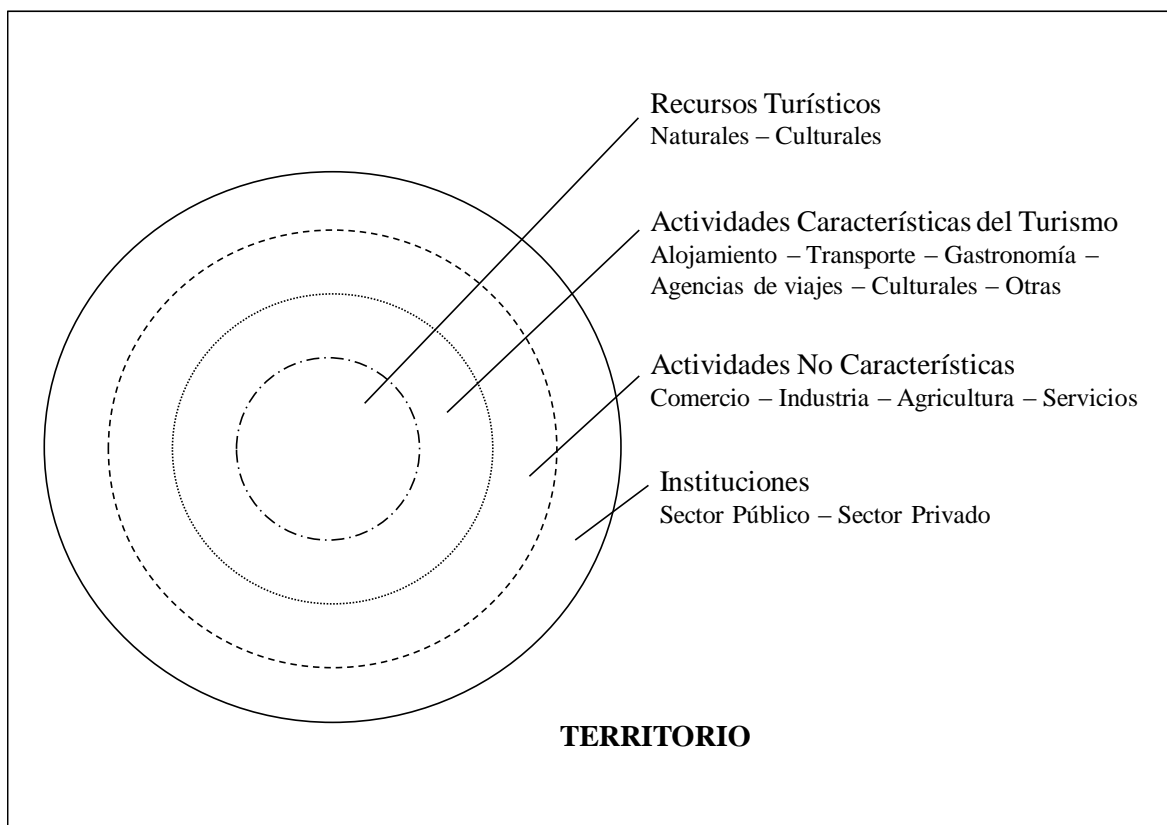 Recursos Turísticos
Naturales – Culturales
Actividades Características del Turismo
Alojamiento – Transporte – Gastronomía –
Agencias de viajes – Culturales – Otras
Actividades No Características
Comercio – Industria – Agricultura – Servicios
Instituciones
Sector Público – Sector Privado
TERRITORIO